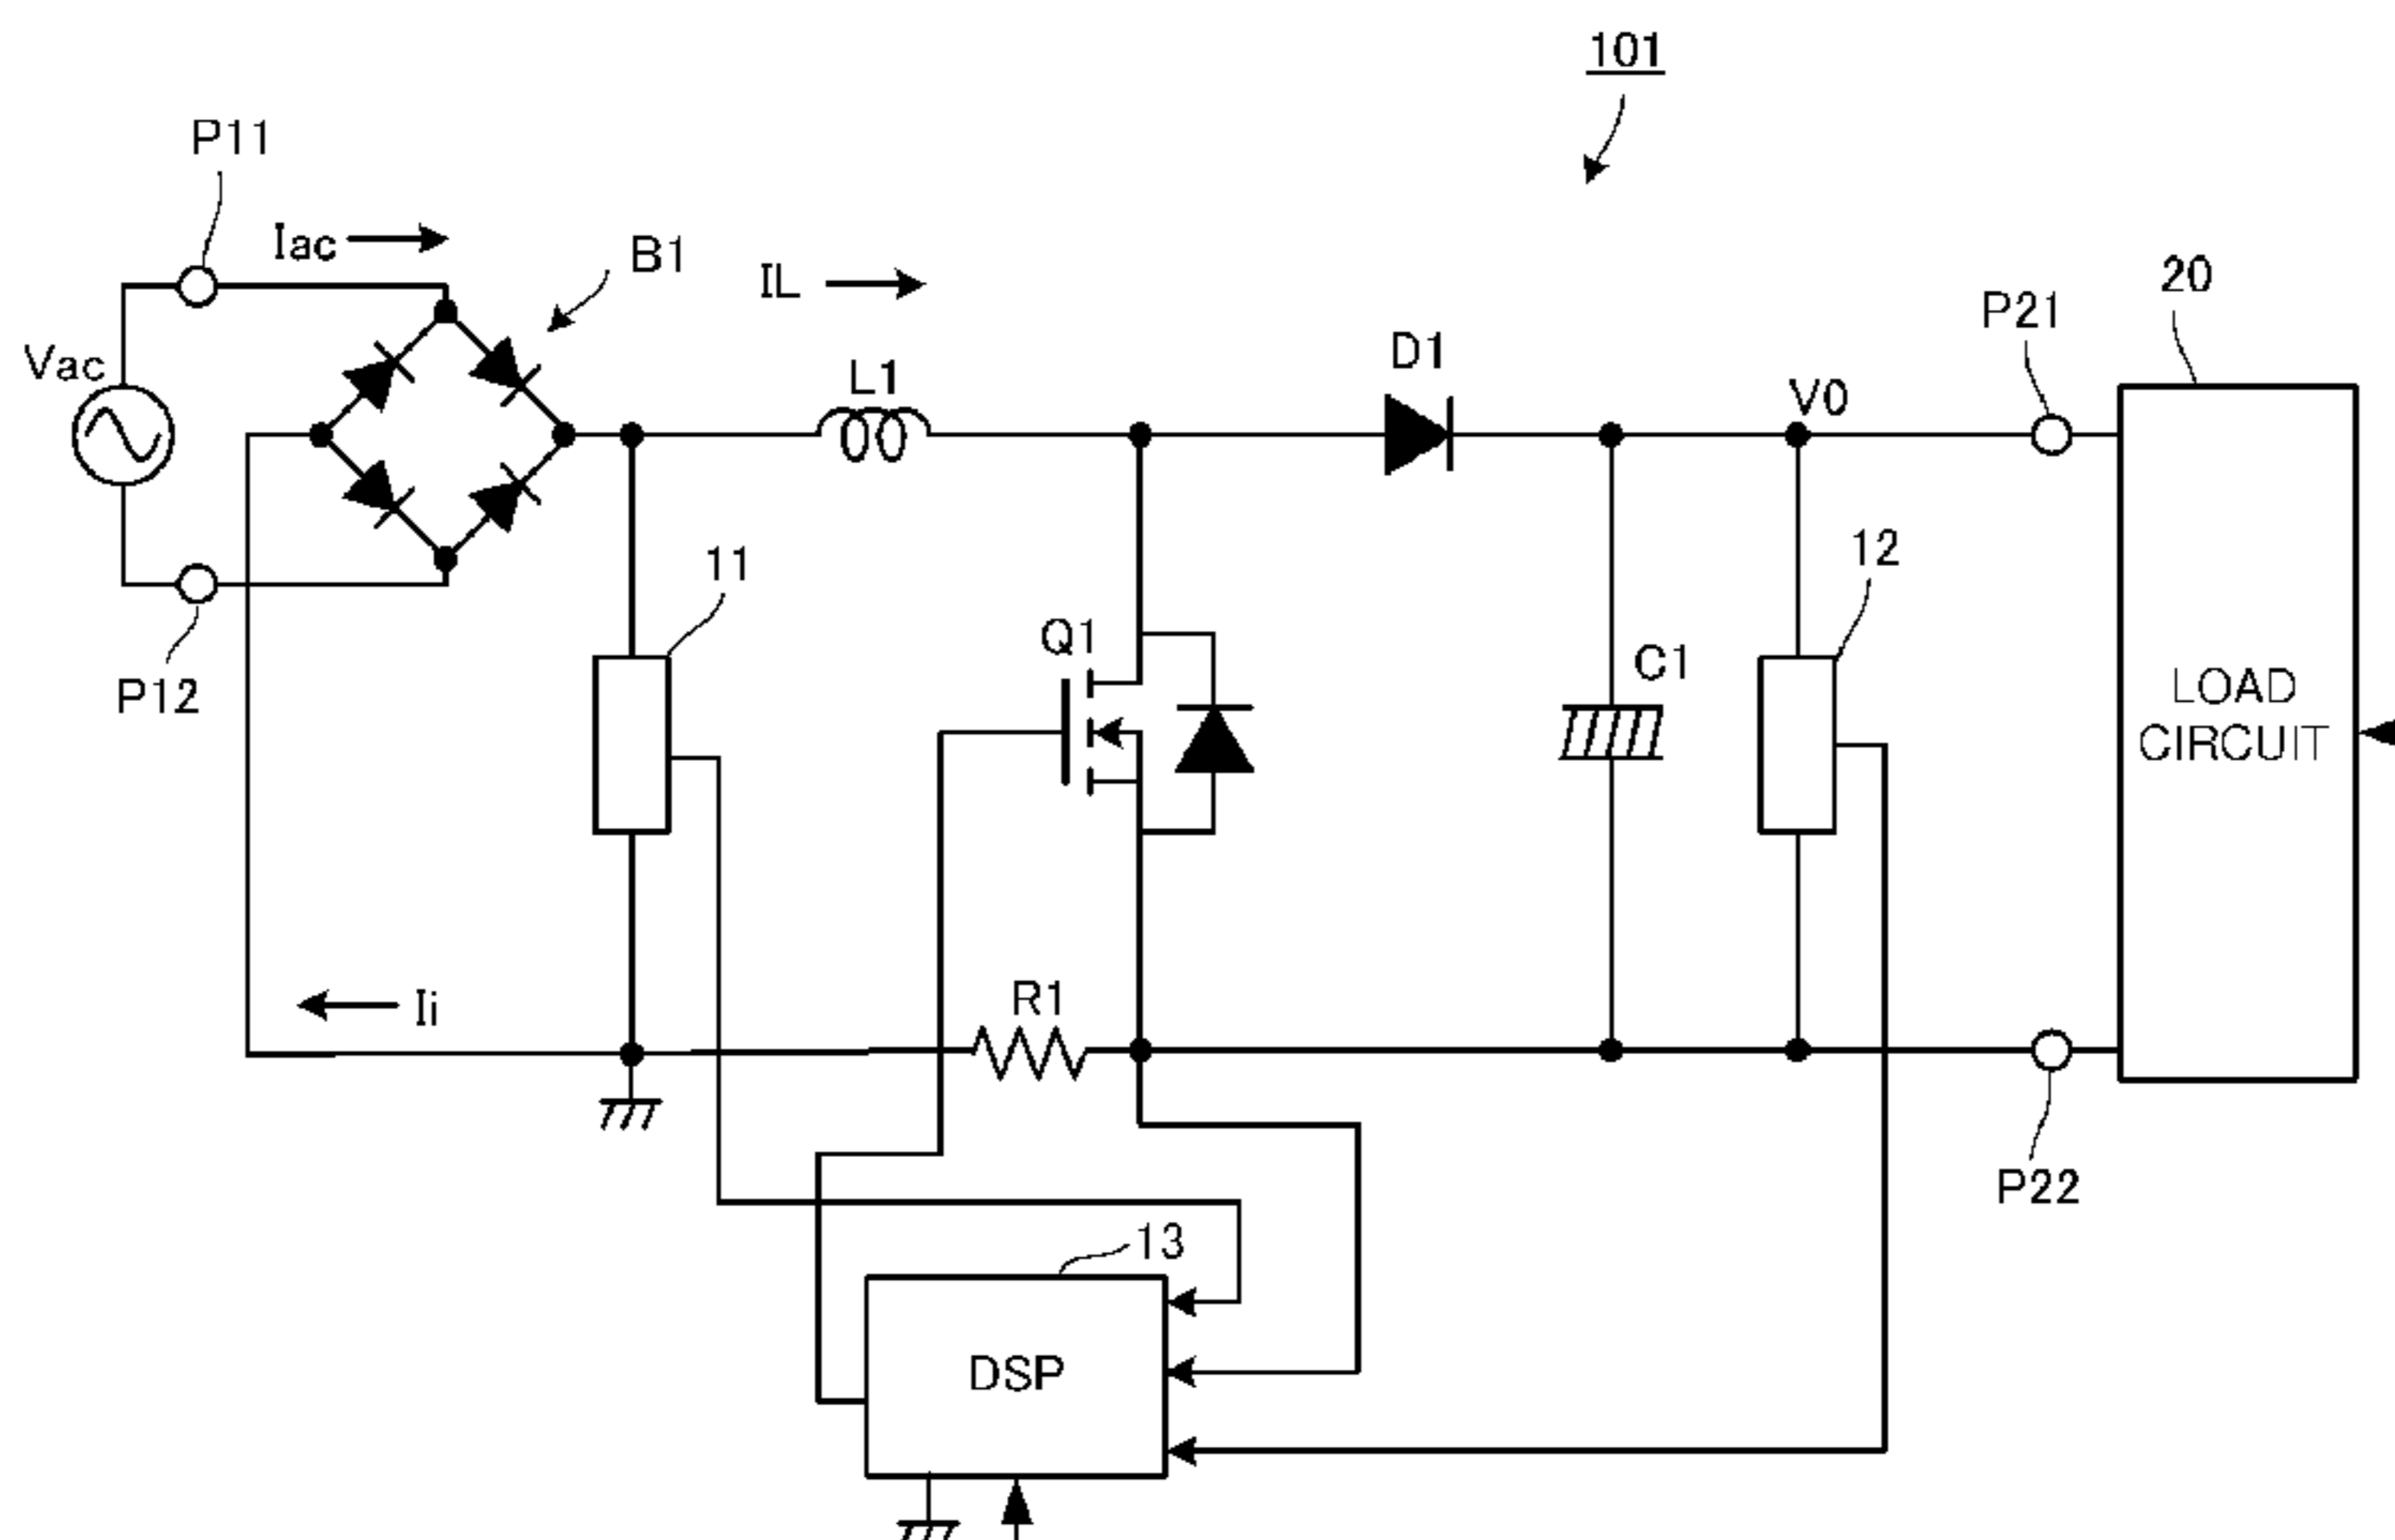 101
P11
Iac
B1
IL
20
P21
Vac
D1
L1
V0
11
12
Q1
C1
P12
LOAD
CIRCUIT
Ii
R1
P22
13
DSP